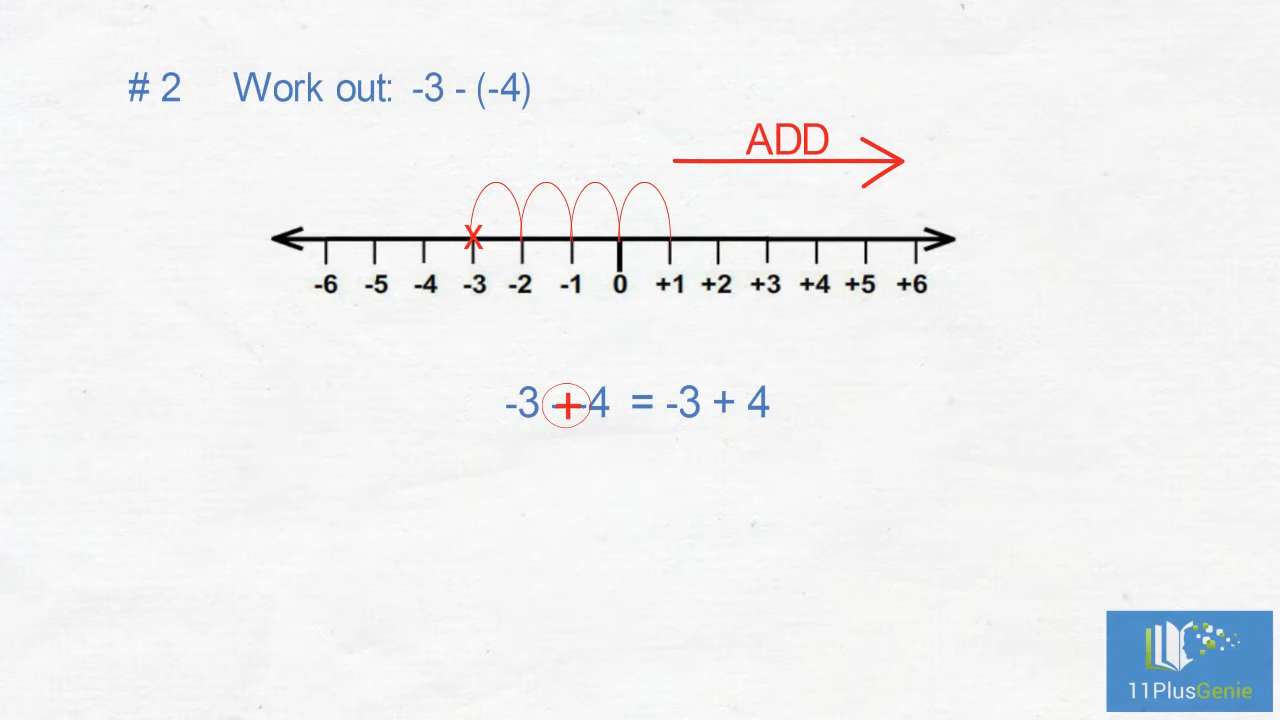 # 2 Work out: -3 - (-4)
ADD
x
-6 -5 -4 -3 -2 -1 0 +1 +2 +3 +4 +5 +6
-3 - + -4 = -3 + 4
11PlusGenie